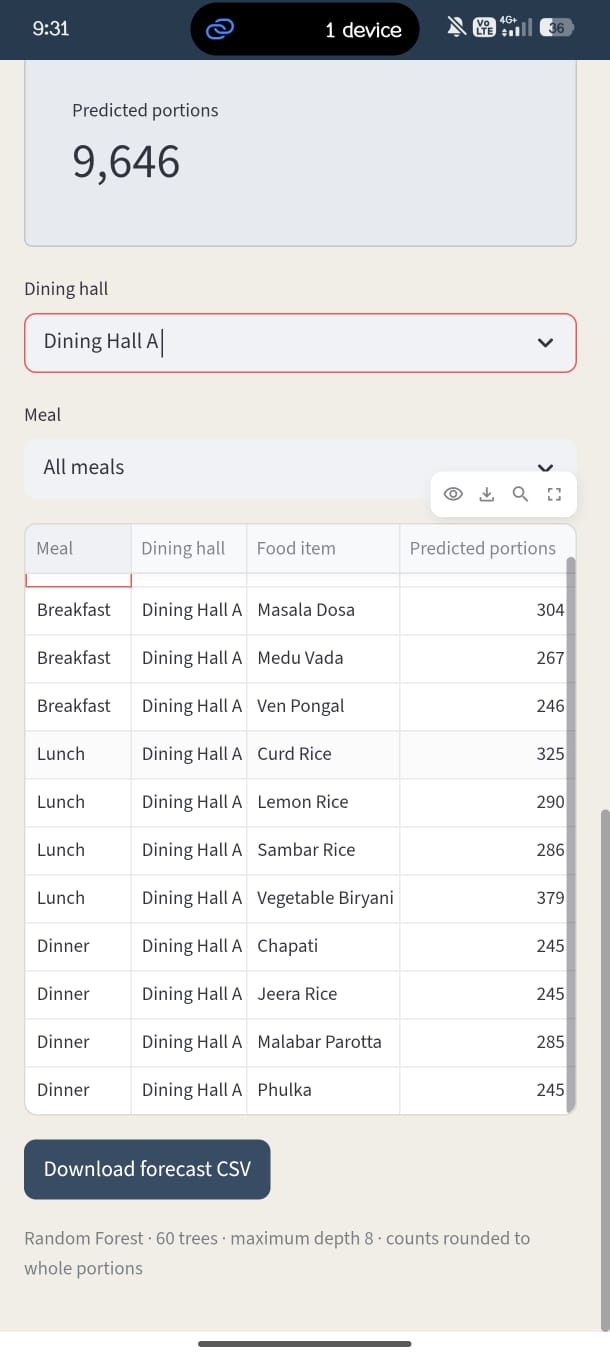 9:31
1 device
Vo LTE
4G+
36
Predicted portions
9,646
Dining hall
Dining Hall A
Meal
All meals
Meal Dining hall Food item Predicted portions
Breakfast Dining Hall A Masala Dosa 304
Breakfast Dining Hall A Medu Vada 267
Breakfast Dining Hall A Ven Pongal 246
Lunch Dining Hall A Curd Rice 325
Lunch Dining Hall A Lemon Rice 290
Lunch Dining Hall A Sambar Rice 286
Lunch Dining Hall A Vegetable Biryani 379
Dinner Dining Hall A Chapati 245
Dinner Dining Hall A Jeera Rice 245
Dinner Dining Hall A Malabar Parotta 285
Dinner Dining Hall A Phulka 245
Download forecast CSV
Random Forest · 60 trees · maximum depth 8 · counts rounded to
whole portions